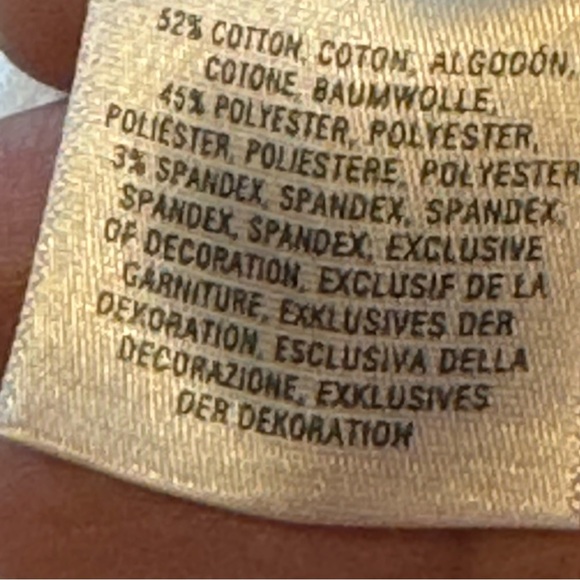 52% COTTON, COTON, ALGODÓN,
COTONE, BAUMWOLLE,
45% POLYESTER, POLYESTER,
POLIÉSTER, POLIESTERE, POLYESTER
3% SPANDEX, SPANDEX, SPANDEX,
SPANDEX, SPANDEX, EXCLUSIVE
OF DECORATION, EXCLUSIF DE LA
GARNITURE, EXKLUSIVES DER
DEKORATION, ESCLUSIVA DELLA
DECORAZIONE, EXKLUSIVES
DER DEKORATION